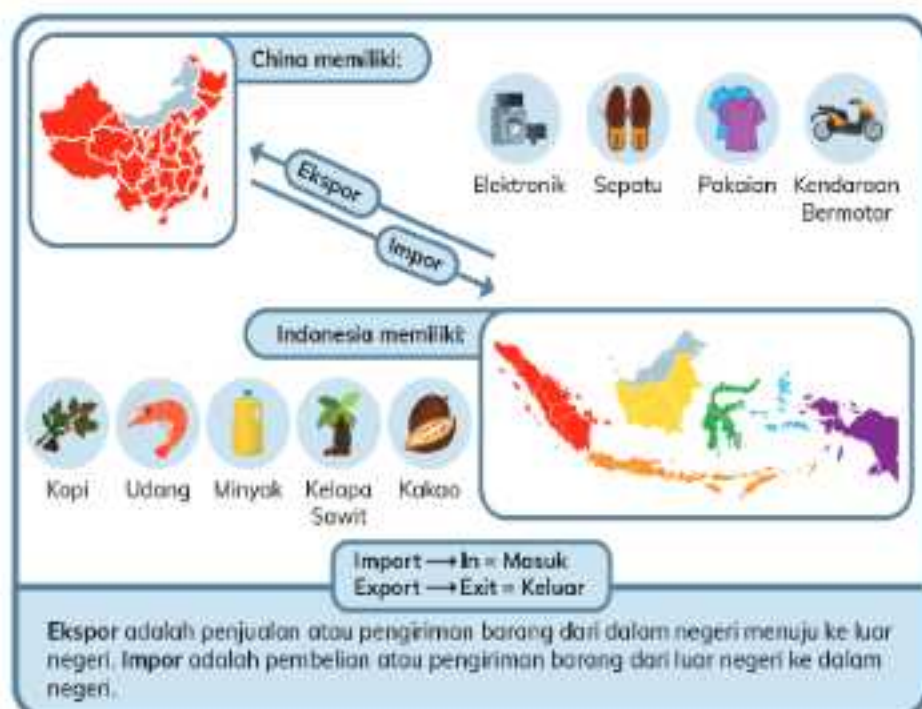 China memiliki:
Elektronik
Sepatu
Pakaian
Kendaraan
Bermotor
Ekspor
Impor
Indonesia memiliki:
Kopi
Udang
Minyak
Kelapa
Sawit
Kakao
Import → In = Masuk
Export → Exit = Keluar
Ekspor adalah penjualan atau pengiriman barang dari dalam negeri menuju ke luar
negeri. Impor adalah pembelian atau pengiriman barang dari luar negeri ke dalam
negeri.